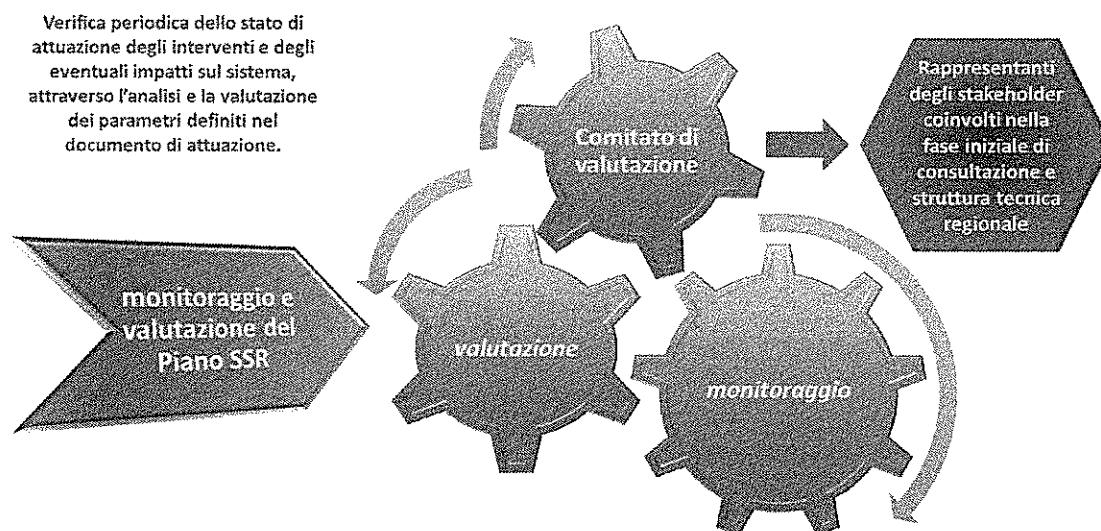 Verifica periodica dello stato di
attuazione degli interventi e degli
eventuali impatti sul sistema,
attraverso l'analisi e la valutazione
dei parametri definiti nel
documento di attuazione.
Comitato di
valutazione
Rappresentanti
degli stakeholder
coinvolti nella
fase iniziale di
consultazione e
struttura tecnica
regionale
monitoraggio e
valutazione del
Piano SSR
valutazione
monitoraggio